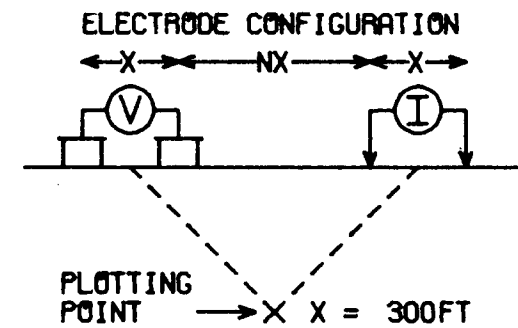 ELECTRODE CONFIGURATION
X NX X
V I
PLOTTING
POINT X X = 300FT